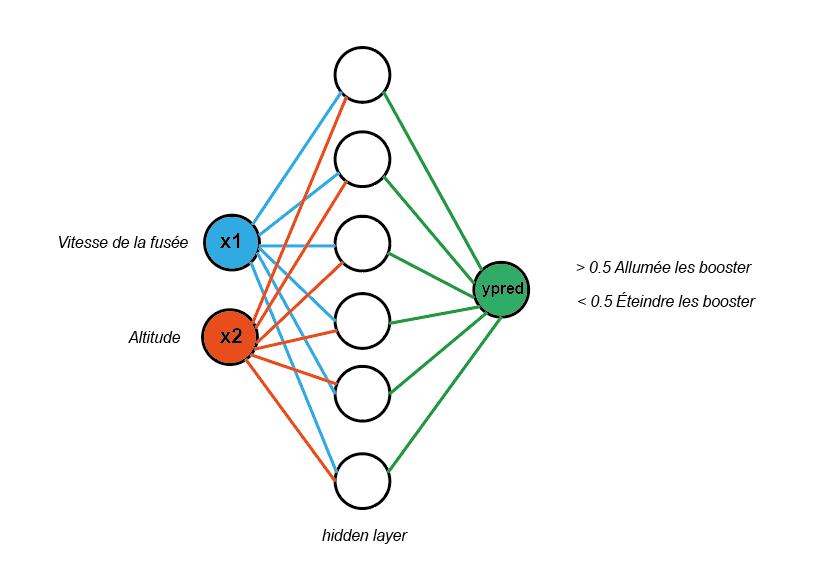 Vitesse de la fusée
x1
Altitude
x2
ypred
> 0.5 Allumée les booster
< 0.5 Éteindre les booster
hidden layer